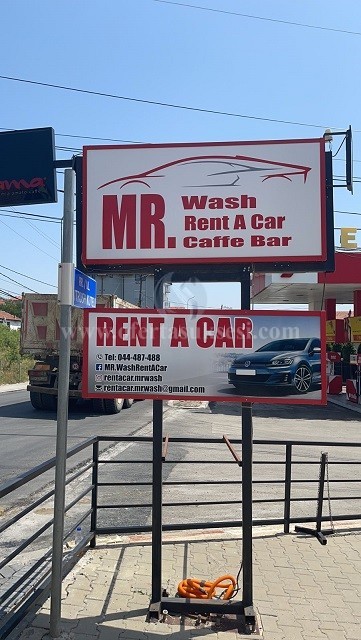 MR. Wash
Rent A Car
Caffe Bar
RENT A CAR
Tel: 044-487-488
MR.WashRentACar
rentacar.mrwash
rentacar.mrwash@gmail.com